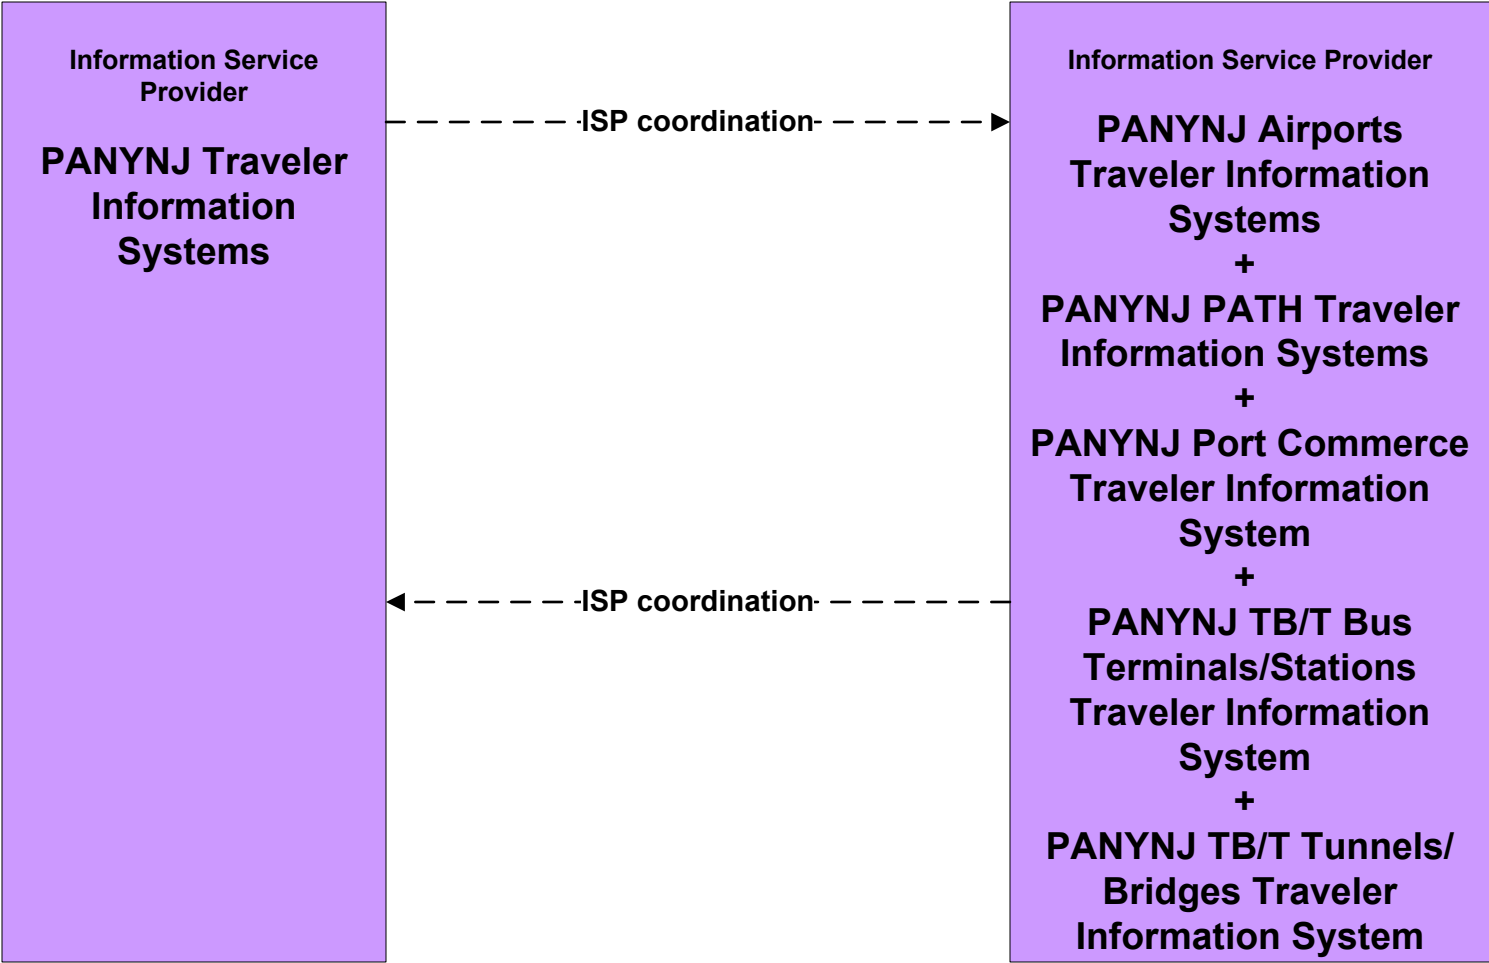 Information Service
Provider
PANYNJ Traveler
Information
Systems
ISP coordination
ISP coordination
Information Service Provider
PANYNJ Airports
Traveler Information
Systems
+
PANYNJ PATH Traveler
Information Systems
+
PANYNJ Port Commerce
Traveler Information
System
+
PANYNJ TB/T Bus
Terminals/Stations
Traveler Information
System
+
PANYNJ TB/T Tunnels/
Bridges Traveler
Information System